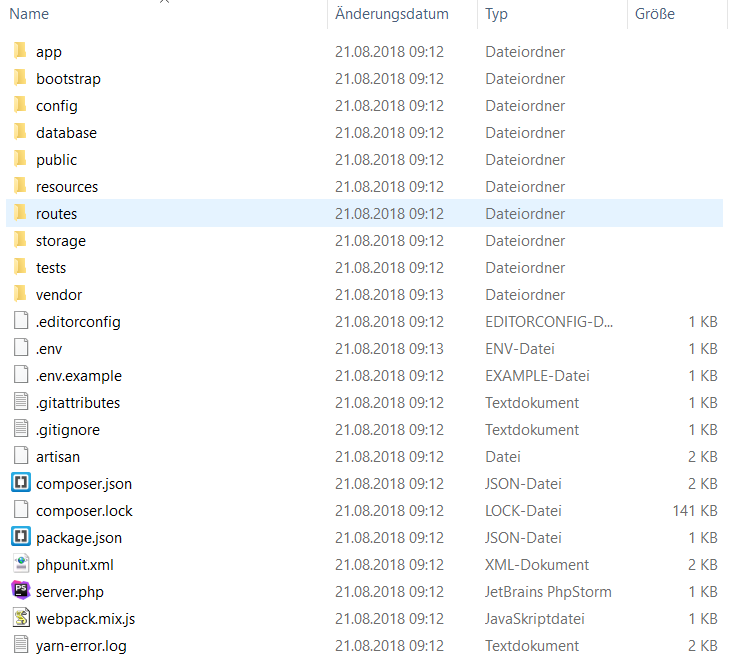 Name Änderungsdatum Typ Größe
app 21.08.2018 09:12 Dateiordner
bootstrap 21.08.2018 09:12 Dateiordner
config 21.08.2018 09:12 Dateiordner
database 21.08.2018 09:12 Dateiordner
public 21.08.2018 09:12 Dateiordner
resources 21.08.2018 09:12 Dateiordner
routes 21.08.2018 09:12 Dateiordner
storage 21.08.2018 09:12 Dateiordner
tests 21.08.2018 09:12 Dateiordner
vendor 21.08.2018 09:13 Dateiordner
.editorconfig 21.08.2018 09:12 EDITORCONFIG-D... 1 KB
.env 21.08.2018 09:13 ENV-Datei 1 KB
.env.example 21.08.2018 09:12 EXAMPLE-Datei 1 KB
.gitattributes 21.08.2018 09:12 Textdokument 1 KB
.gitignore 21.08.2018 09:12 Textdokument 1 KB
artisan 21.08.2018 09:12 Datei 2 KB
composer.json 21.08.2018 09:12 JSON-Datei 2 KB
composer.lock 21.08.2018 09:12 LOCK-Datei 141 KB
package.json 21.08.2018 09:12 JSON-Datei 1 KB
phpunit.xml 21.08.2018 09:12 XML-Dokument 2 KB
PS server.php 21.08.2018 09:12 JetBrains PhpStorm 1 KB
webpack.mix.js 21.08.2018 09:12 JavaSkriptdatei 1 KB
yarn-error.log 21.08.2018 09:12 Textdokument 2 KB